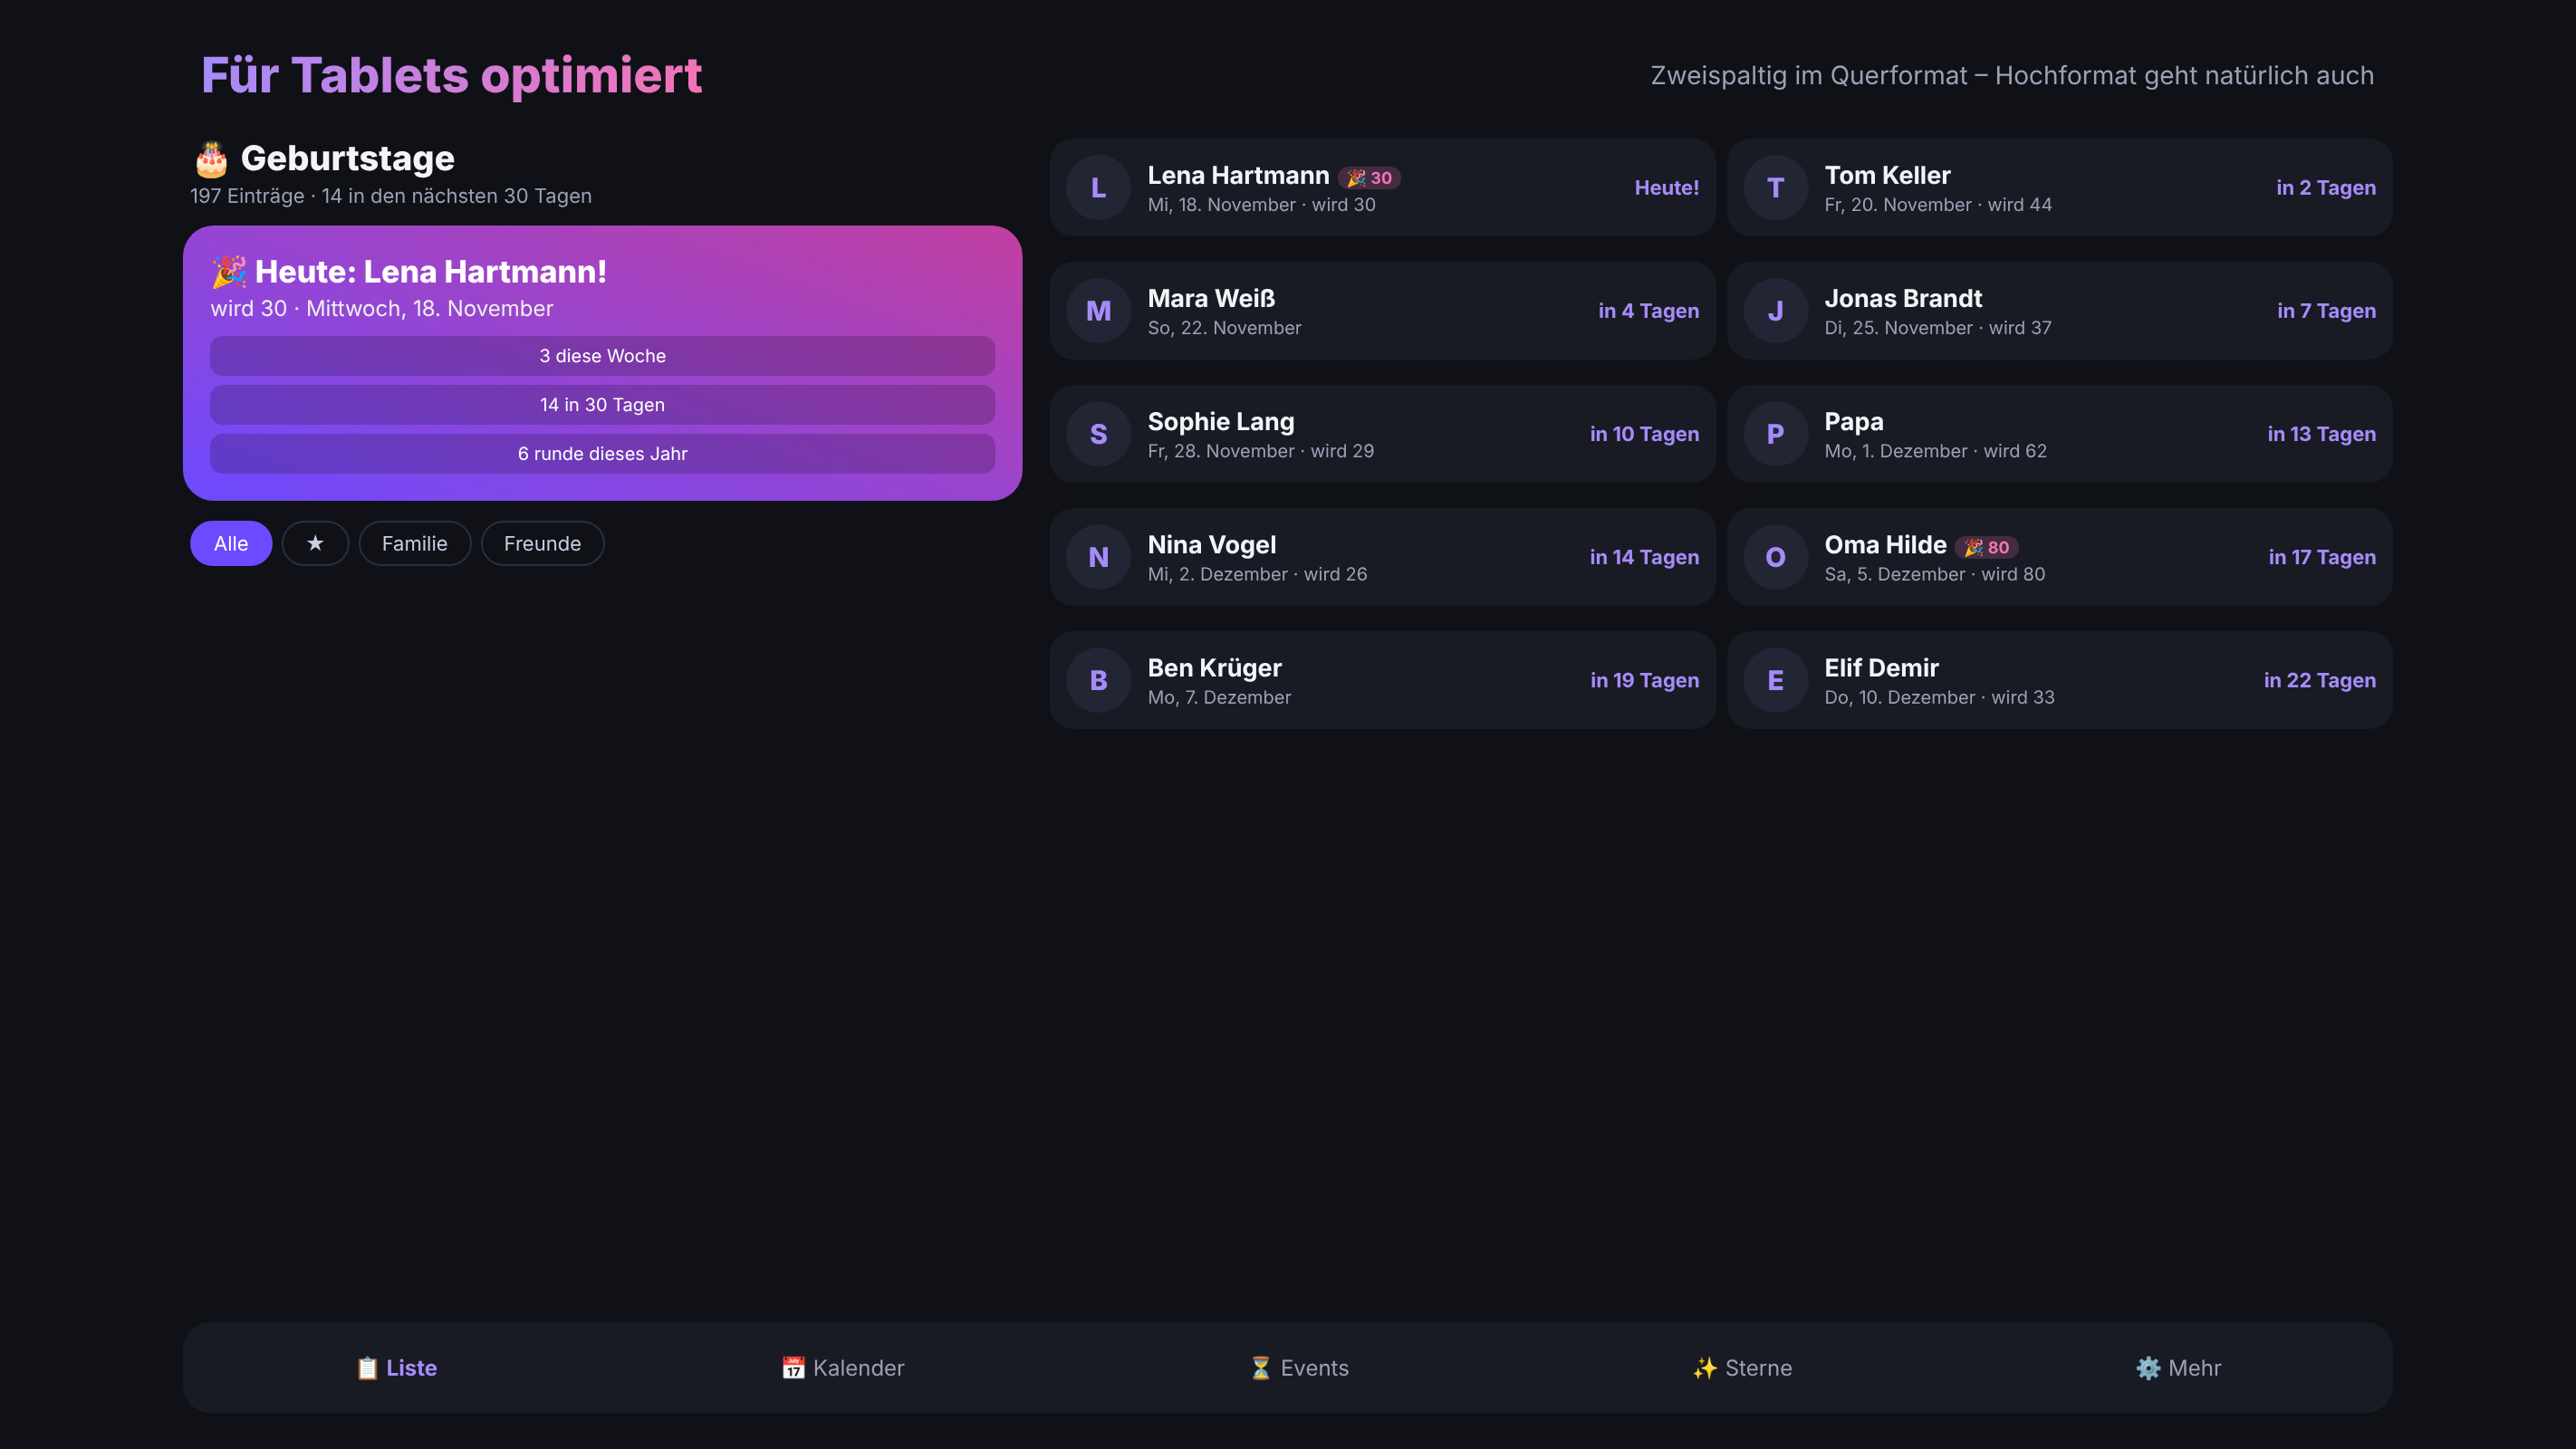 Für Tablets optimiert
Zweispaltig im Querformat – Hochformat geht natürlich auch
🎂 Geburtstage
197 Einträge · 14 in den nächsten 30 Tagen
🎉 Heute: Lena Hartmann!
wird 30 · Mittwoch, 18. November
3 diese Woche
14 in 30 Tagen
6 runde dieses Jahr
Alle
★
Familie
Freunde
L
Lena Hartmann 🎉 30
Mi, 18. November · wird 30
Heute!
T
Tom Keller
Fr, 20. November · wird 44
in 2 Tagen
M
Mara Weiß
So, 22. November
in 4 Tagen
J
Jonas Brandt
Di, 25. November · wird 37
in 7 Tagen
S
Sophie Lang
Fr, 28. November · wird 29
in 10 Tagen
P
Papa
Mo, 1. Dezember · wird 62
in 13 Tagen
N
Nina Vogel
Mi, 2. Dezember · wird 26
in 14 Tagen
O
Oma Hilde 🎉 80
Sa, 5. Dezember · wird 80
in 17 Tagen
B
Ben Krüger
Mo, 7. Dezember
in 19 Tagen
E
Elif Demir
Do, 10. Dezember · wird 33
in 22 Tagen
📋 Liste
📅 Kalender
⏳ Events
✨ Sterne
⚙️ Mehr